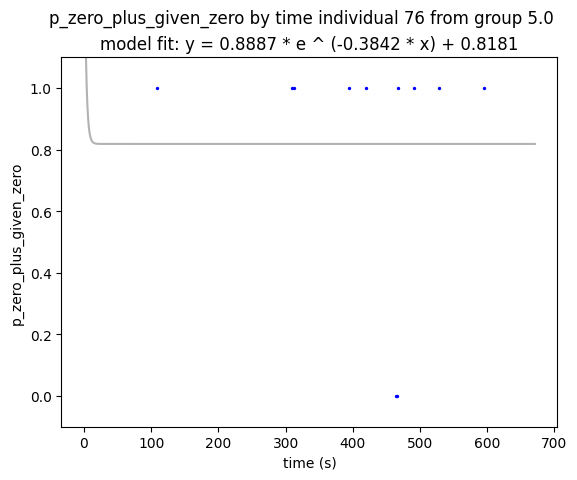 p_zero_plus_given_zero by time individual 76 from group 5.0
model fit: y = 0.8887 * e ^ (-0.3842 * x) + 0.8181
1.0
0.8
0.6
0.4
0.2
0.0
p_zero_plus_given_zero
0 100 200 300 400 500 600 700
time (s)